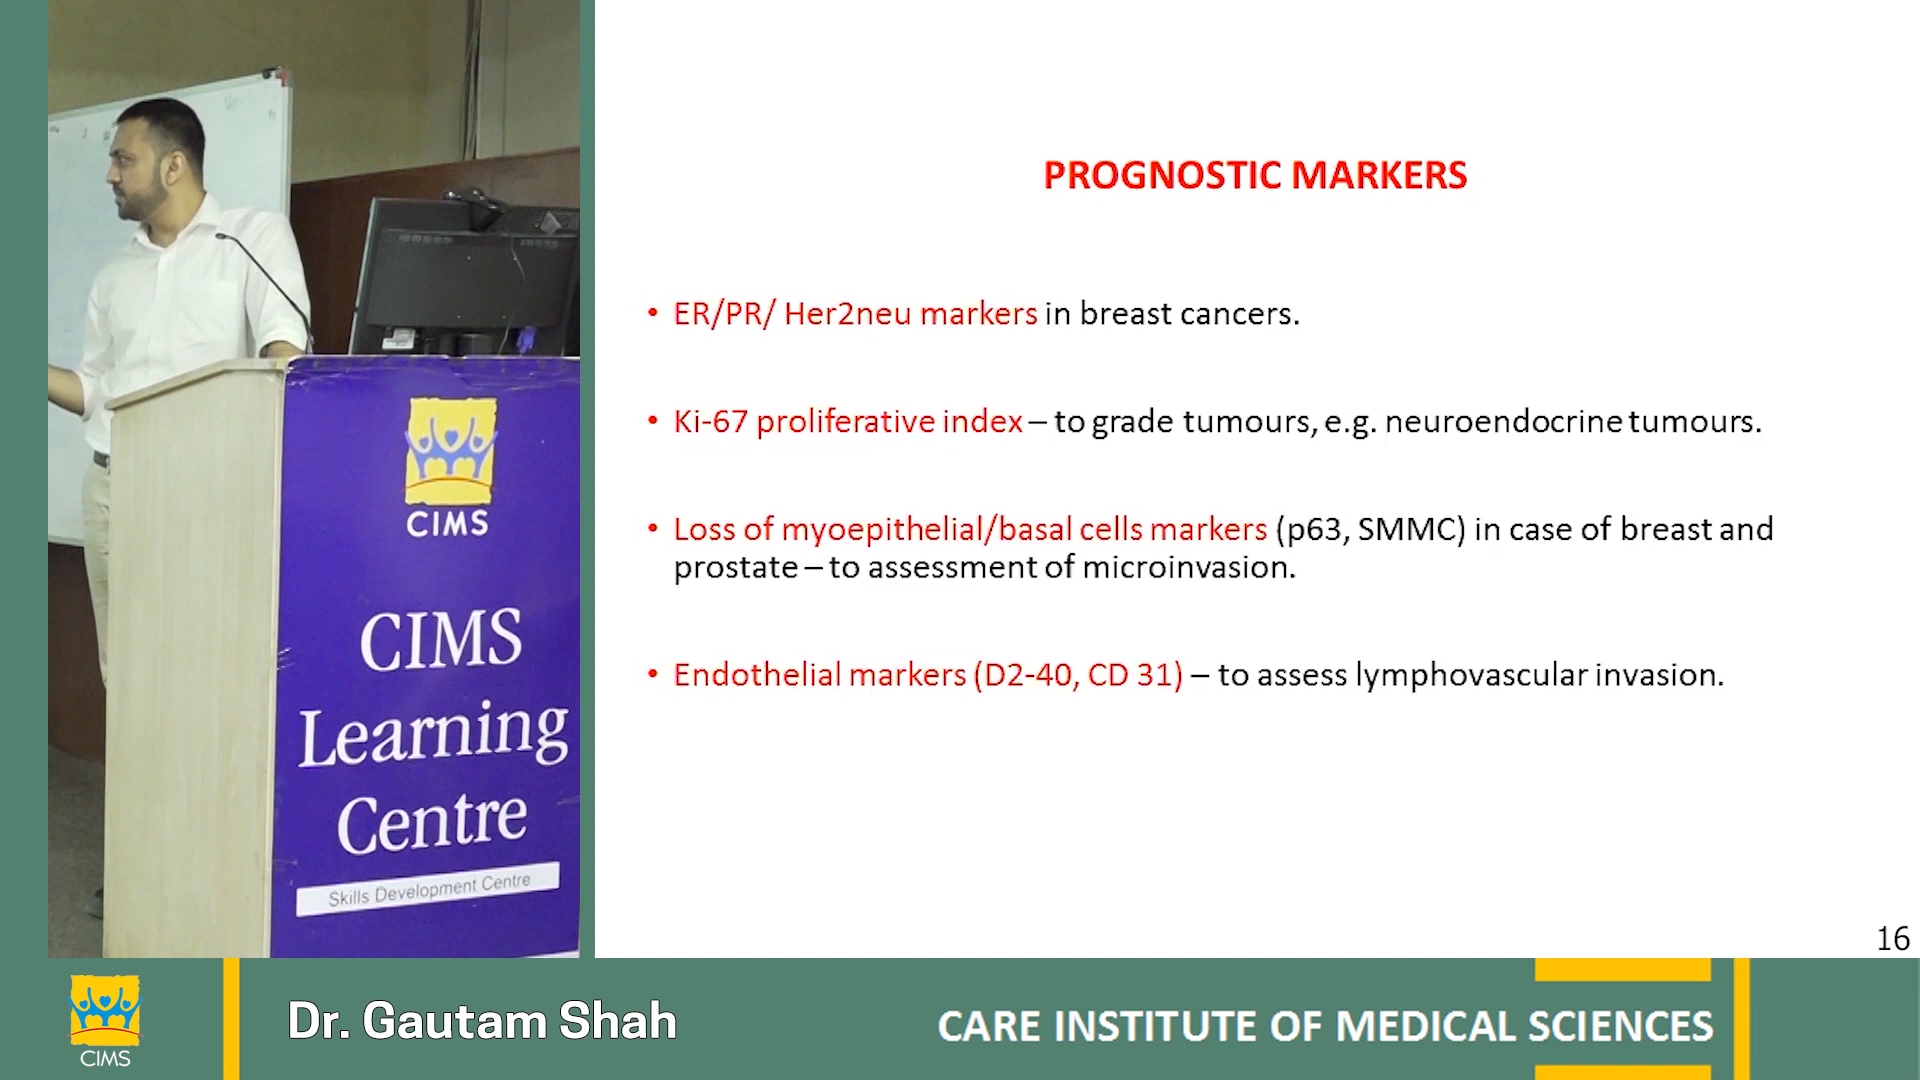 PROGNOSTIC MARKERS
• ER/PR/ Her2neu markers in breast cancers.
• Ki-67 proliferative index – to grade tumours, e.g. neuroendocrine tumours.
• Loss of myoepithelial/basal cells markers (p63, SMMC) in case of breast and
prostate – to assessment of microinvasion.
• Endothelial markers (D2-40, CD 31) – to assess lymphovascular invasion.
16
CIMS
CIMS
Learning
Centre
Skills Development Centre
CIMS
Dr. Gautam Shah
CARE INSTITUTE OF MEDICAL SCIENCES